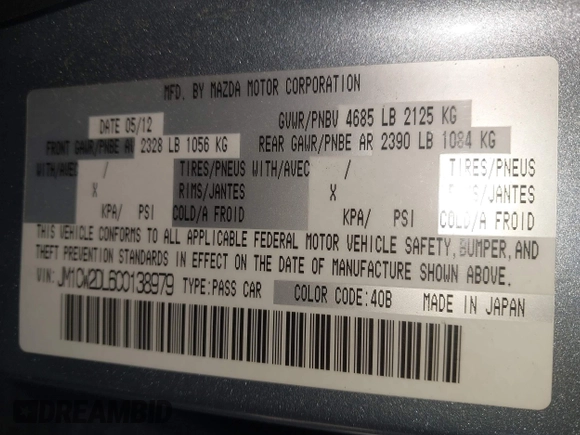 MFD. BY MAZDA MOTOR CORPORATION
DATE 05/12 GVWR/PNBV 4685 LB 2125 KG
FRONT GAWR/PNBE AV 2328 LB 1056 KG REAR GAWR/PNBE AR 2390 LB 1084 KG
WITH/AVEC / TIRES/PNEUS WITH/AVEC / TIRES/PNEUS
X RIMS/JANTES X RIMS/JANTES
KPA/ PSI COLD/A FROID KPA/ PSI COLD/A FROID
THIS VEHICLE CONFORMS TO ALL APPLICABLE FEDERAL MOTOR VEHICLE SAFETY, BUMPER, AND
THEFT PREVENTION STANDARDS IN EFFECT ON THE DATE OF MANUFACTURE SHOWN ABOVE.
VIN: JM1CW2DL6C0138979 TYPE:PASS CAR COLOR CODE:40B MADE IN JAPAN
DREAMBID